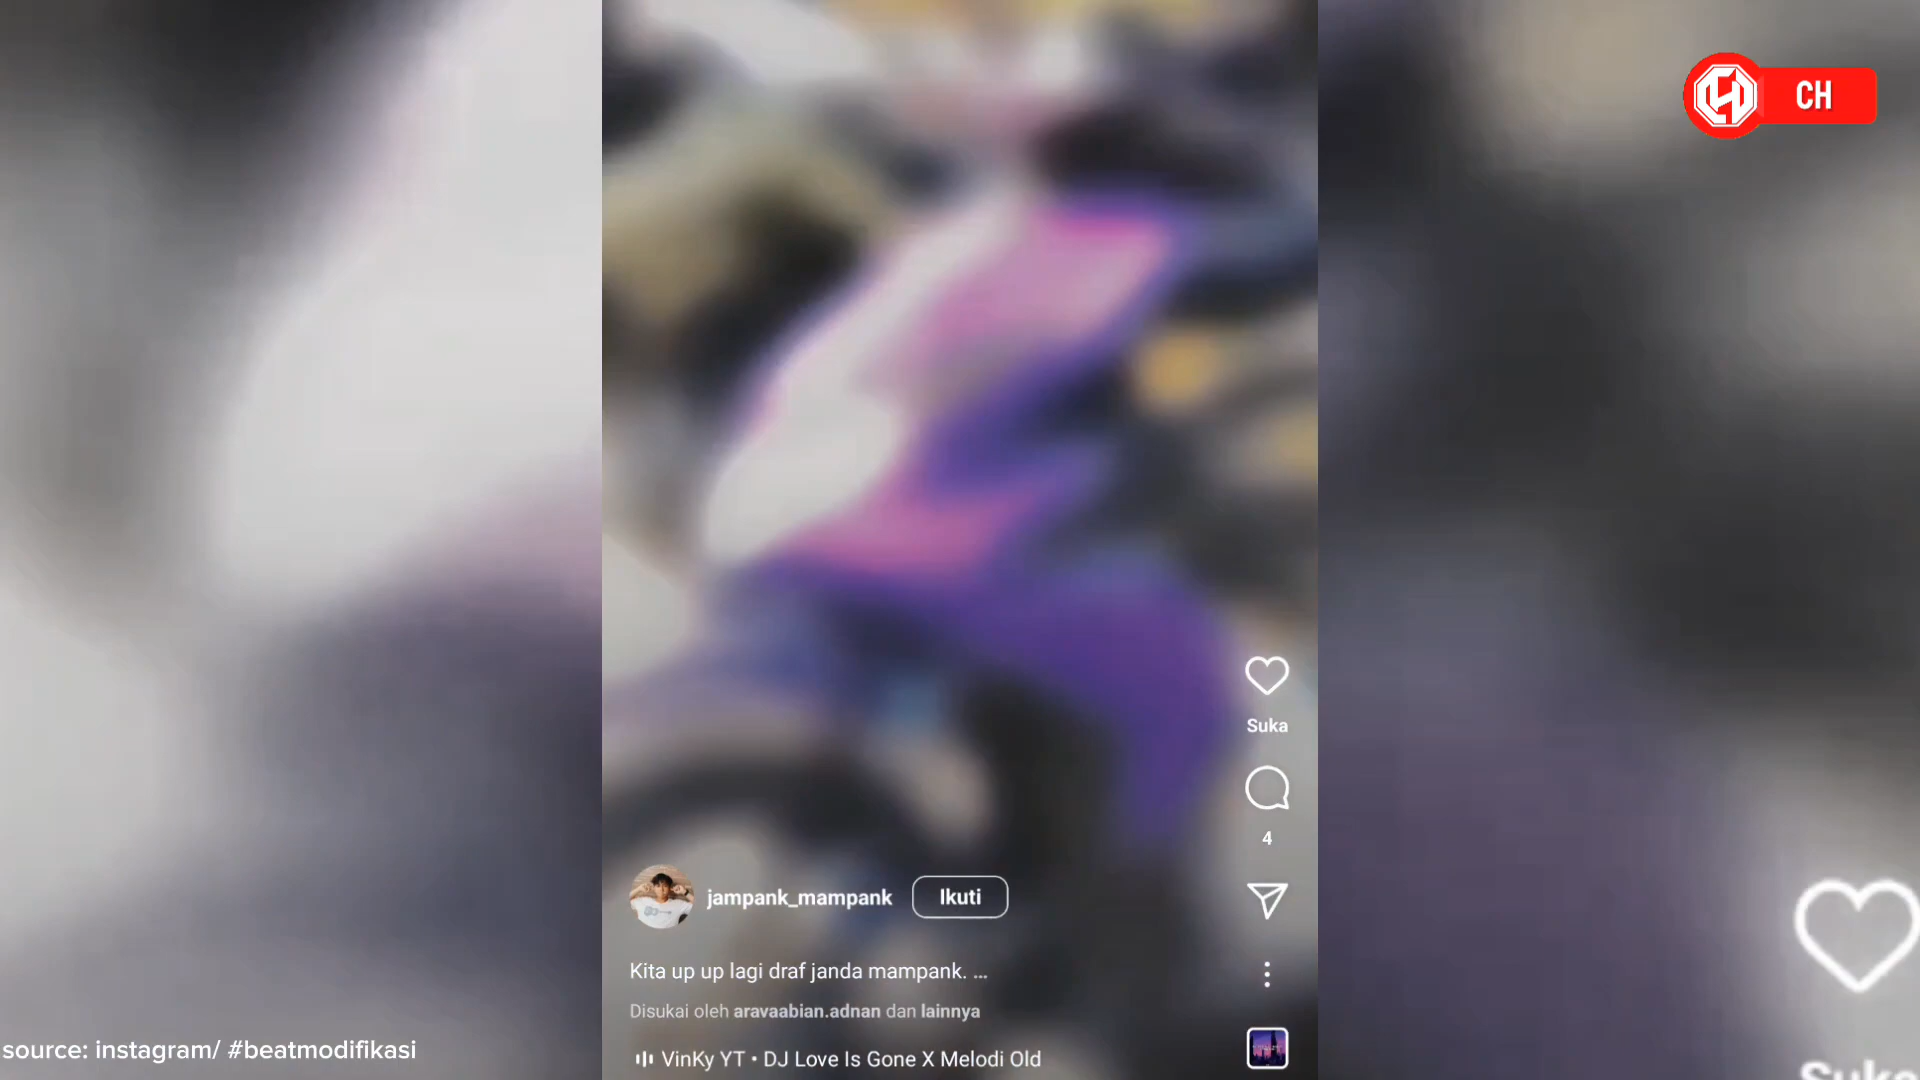 CH
Suka
4
jampank_mampank
Ikuti
Kita up up lagi draf janda mampank. ...
Disukai oleh aravaabian.adnan dan lainnya
VinKy YT • DJ Love Is Gone X Melodi Old
source: instagram/ #beatmodifikasi
Suka